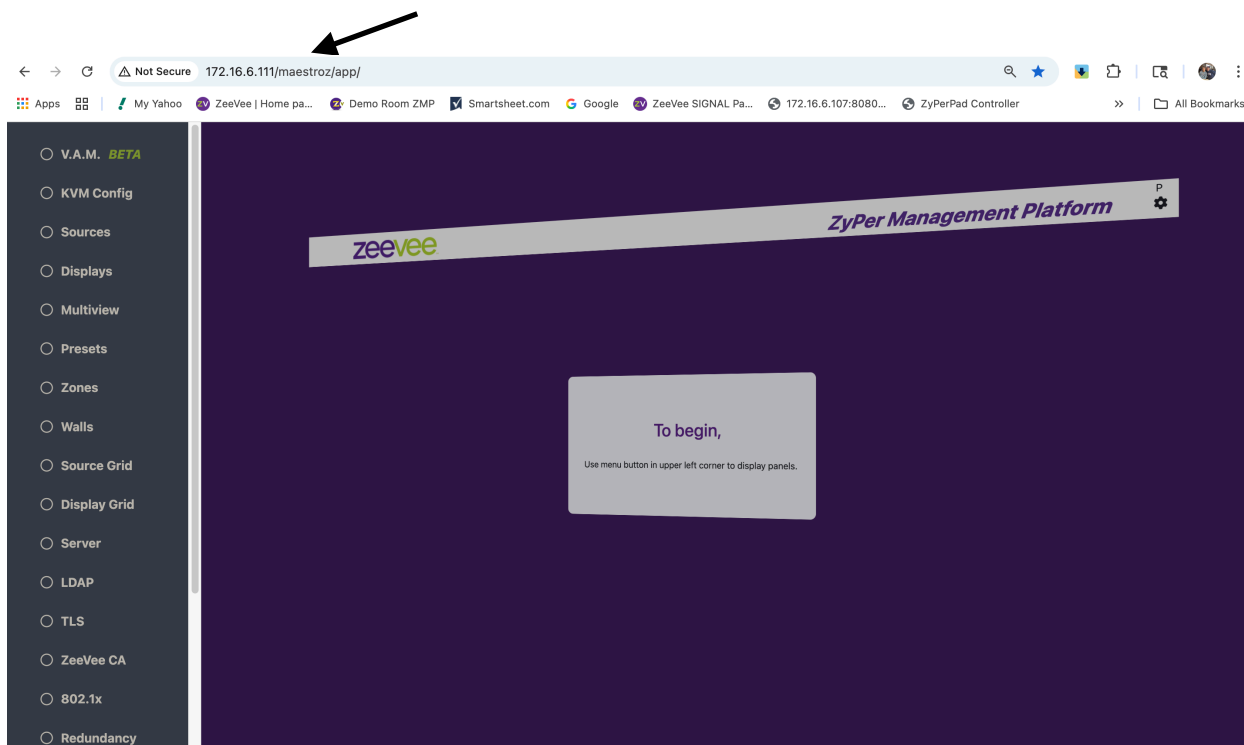 Not Secure 172.16.6.111/maestroz/app/
Apps My Yahoo ZeeVee | Home pa... Demo Room ZMP Smartsheet.com Google ZeeVee SIGNAL Pa... 172.16.6.107:8080... ZyPerPad Controller >> All Bookmarks
V.A.M. BETA
KVM Config
Sources
Displays
Multiview
Presets
Zones
Walls
Source Grid
Display Grid
Server
LDAP
TLS
ZeeVee CA
802.1x
Redundancy
zeevee ZyPer Management Platform P
To begin,
Use menu button in upper left corner to display panels.